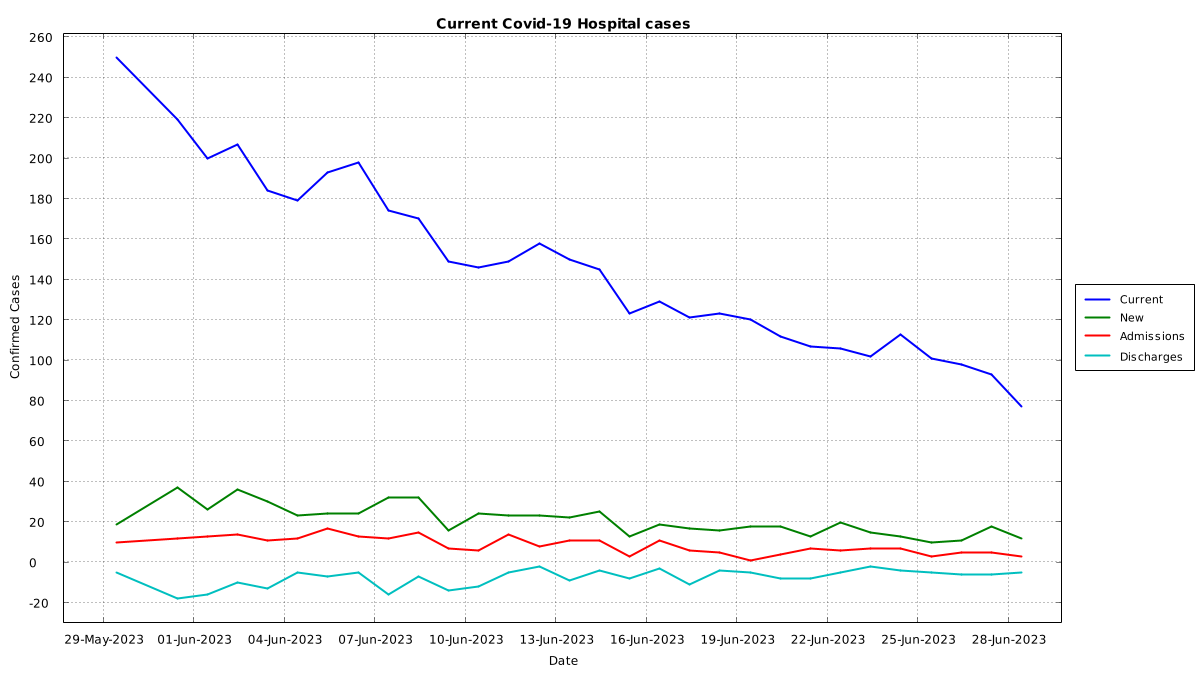 Current Covid-19 Hospital cases
260
240
220
200
180
160
140
120
100
80
60
40
20
0
-20
Confirmed Cases
29-May-2023 01-Jun-2023 04-Jun-2023 07-Jun-2023 10-Jun-2023 13-Jun-2023 16-Jun-2023 19-Jun-2023 22-Jun-2023 25-Jun-2023 28-Jun-2023
Date
Current
New
Admissions
Discharges